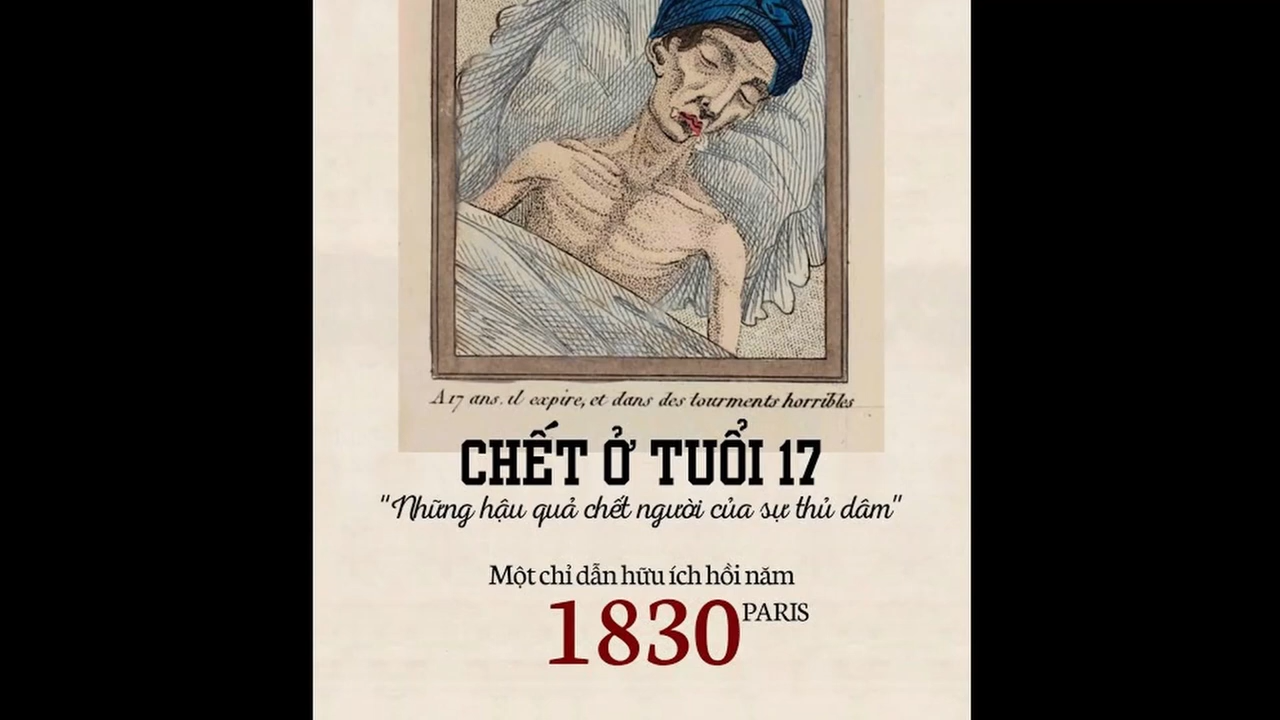 A 17 ans. il expire, et dans des tourments horribles
CHẾT Ở TUỔI 17
"Những hậu quả chết người của sự thủ dâm"
Một chỉ dẫn hữu ích hồi năm
1830 PARIS